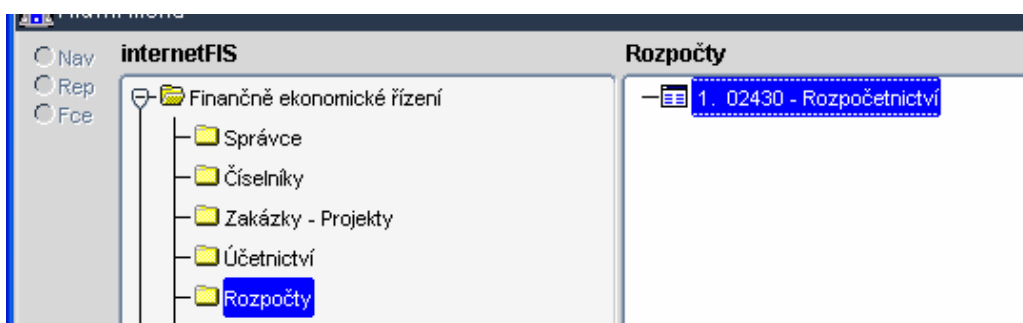 Nav
Rep
Fce
internetFIS
Finančně ekonomické řízení
Správce
Číselníky
Zakázky - Projekty
Účetnictví
Rozpočty
Rozpočty
1. 02430 - Rozpočetnictví